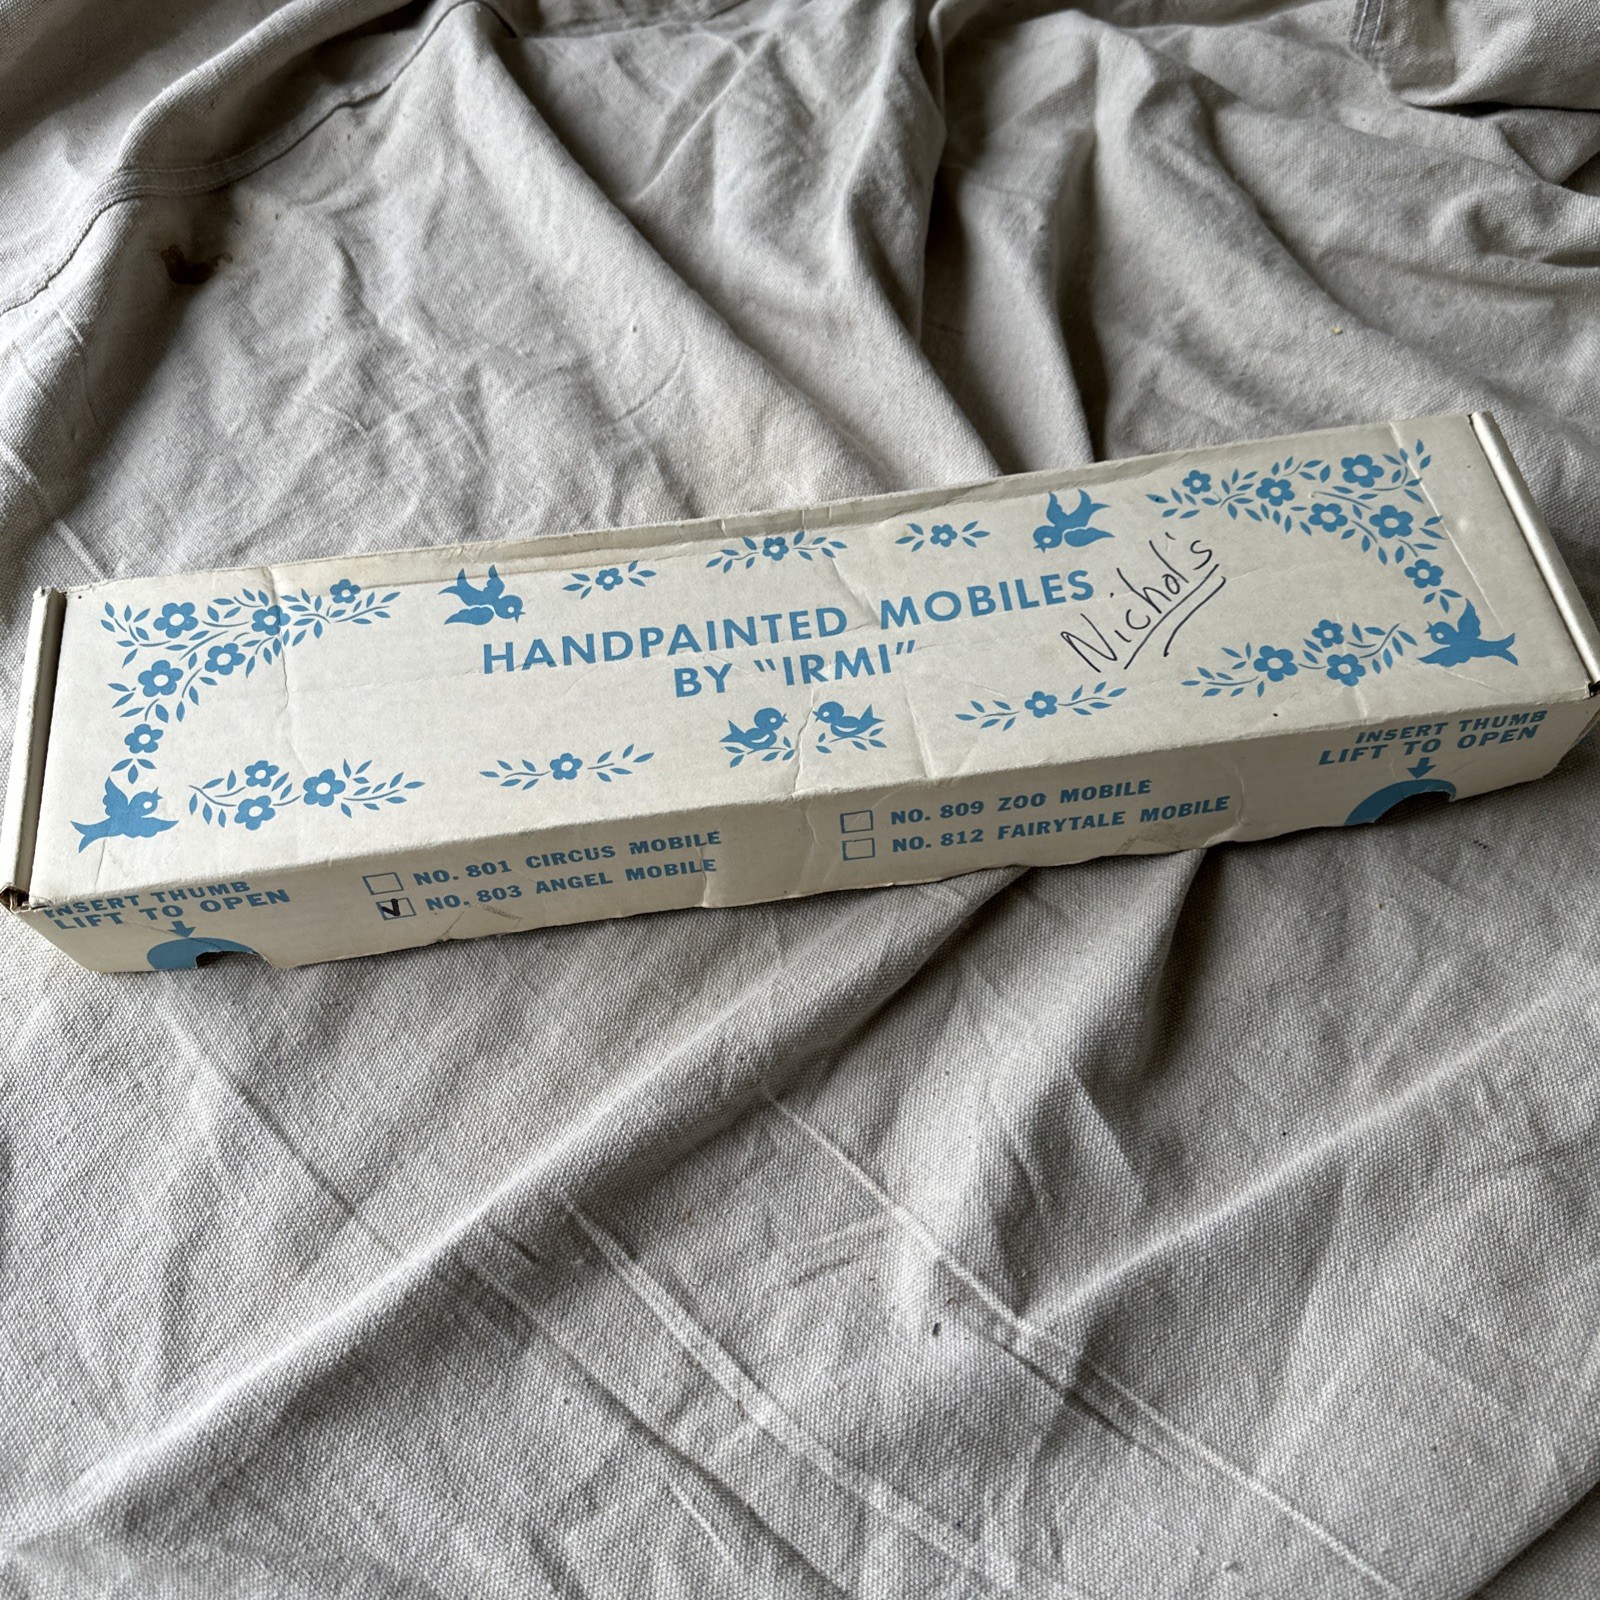 HANDPAINTED MOBILES
BY "IRMI"
Nichol's
INSERT THUMB
LIFT TO OPEN
NO. 801 CIRCUS MOBILE
NO. 803 ANGEL MOBILE
NO. 809 ZOO MOBILE
NO. 812 FAIRYTALE MOBILE
INSERT THUMB
LIFT TO OPEN